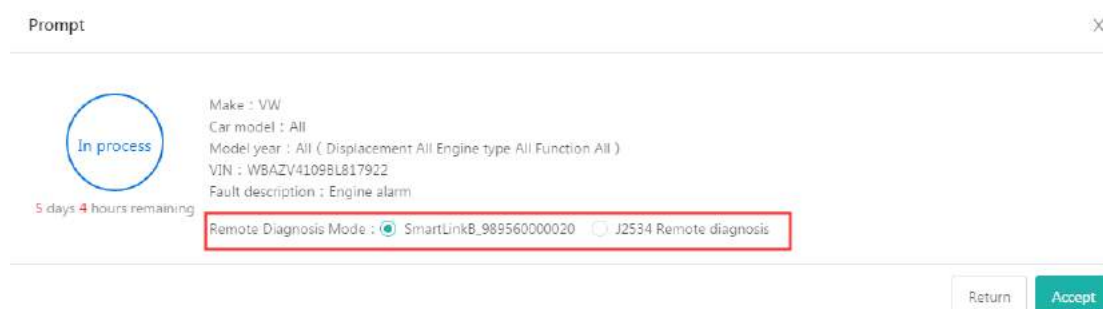 Prompt
X
In process
5 days 4 hours remaining
Make : VW
Car model : All
Model year : All ( Displacement All Engine type All Function All )
VIN : WBAZV4109BL817922
Fault description : Engine alarm
Remote Diagnosis Mode : SmartLinkB_989560000020 J2534 Remote diagnosis
Return Accept